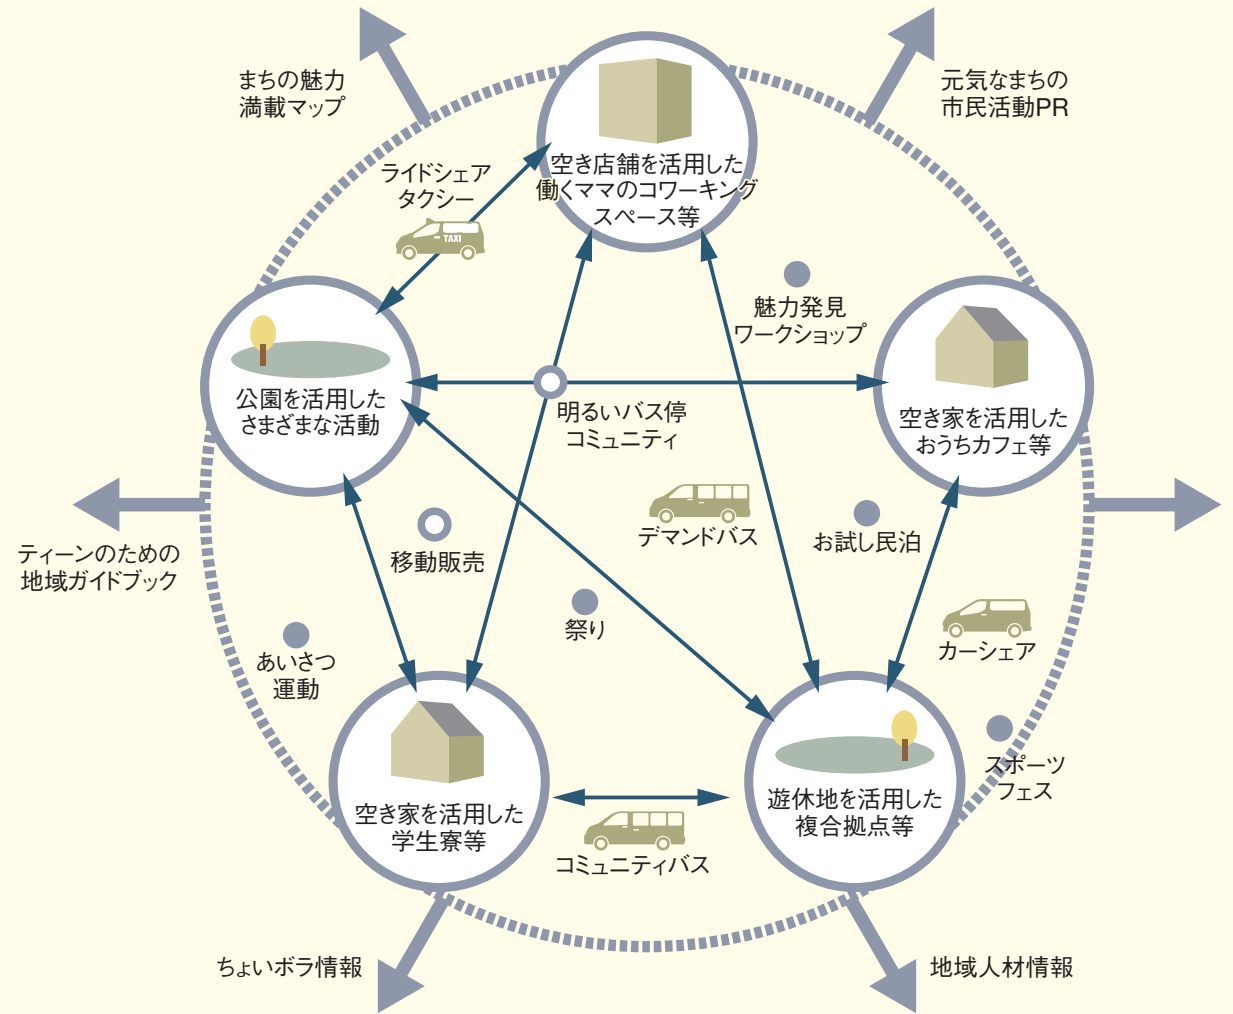 まちの魅力
満載マップ
元気なまちの
市民活動PR
ライドシェア
タクシー
TAXI
空き店舗を活用した
働くママのコワーキング
スペース等
魅力発見
ワークショップ
公園を活用した
さまざまな活動
明るいバス停
コミュニティ
空き家を活用した
おうちカフェ等
ティーンのための
地域ガイドブック
移動販売
デマンドバス
お試し民泊
祭り
あいさつ
運動
カーシェア
スポーツ
フェス
空き家を活用した
学生寮等
遊休地を活用した
複合拠点等
コミュニティバス
ちょいボラ情報
地域人材情報